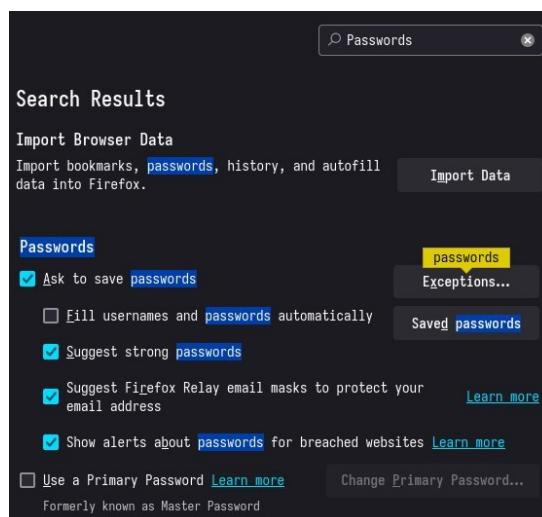 Passwords
Search Results
Import Browser Data
Import bookmarks, passwords, history, and autofill
data into Firefox.
Import Data
Passwords
passwords
Ask to save passwords
Exceptions...
Fill usernames and passwords automatically
Saved passwords
Suggest strong passwords
Suggest Firefox Relay email masks to protect your
email address
Learn more
Show alerts about passwords for breached websites Learn more
Use a Primary Password Learn more
Change Primary Password...
Formerly known as Master Password